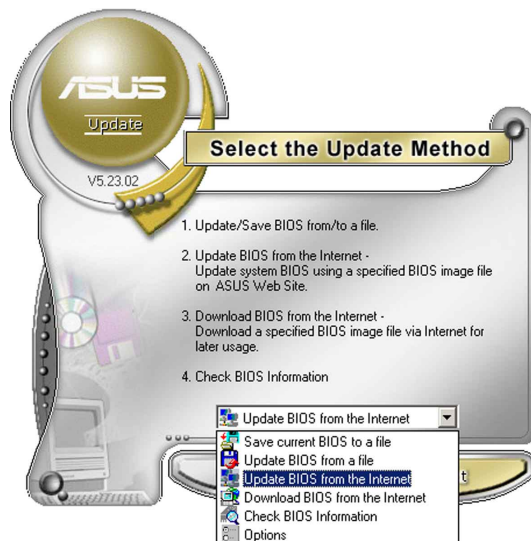 ASUS
Update
V5.23.02
Select the Update Method
1. Update/Save BIOS from/to a file.
2. Update BIOS from the Internet -
Update system BIOS using a specified BIOS image file
on ASUS Web Site.
3. Download BIOS from the Internet -
Download a specified BIOS image file via Internet for
later usage.
4. Check BIOS Information
Update BIOS from the Internet
Save current BIOS to a file
Update BIOS from a file
Update BIOS from the Internet
Download BIOS from the Internet
Check BIOS Information
Options